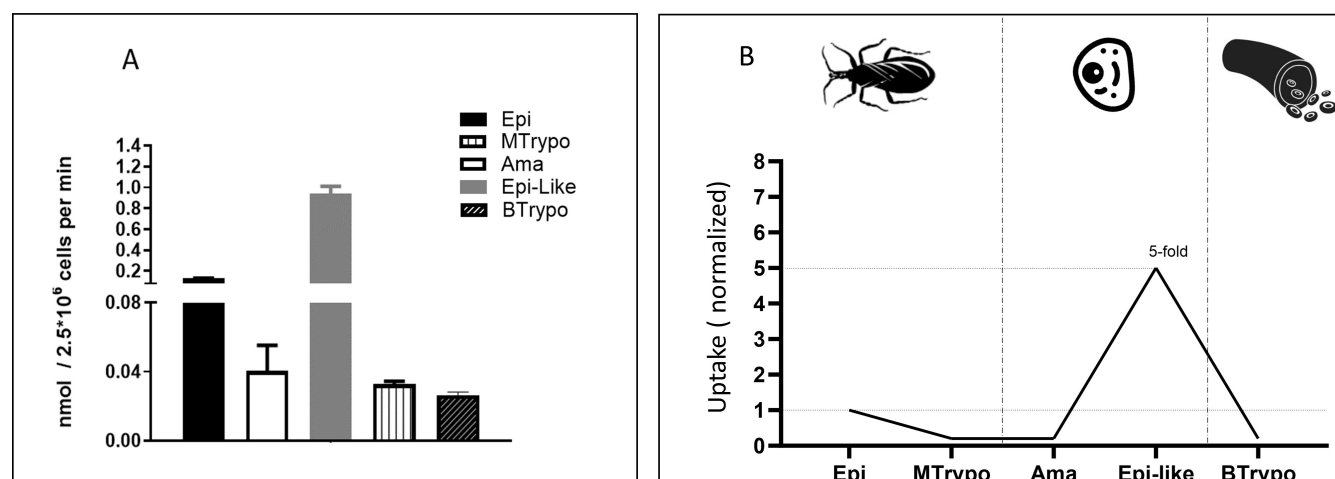 A
Epi
MTrypo
Ama
Epi-Like
BTrypo
nmol / 2.5*10⁶ cells per min
1.4
1.2
1.0
0.8
0.6
0.4
0.2
0.08
0.04
0.00
B
Uptake ( normalized)
8
7
6
5
4
3
2
1
0
5-fold
Epi MTrypo Ama Epi-like BTrypo